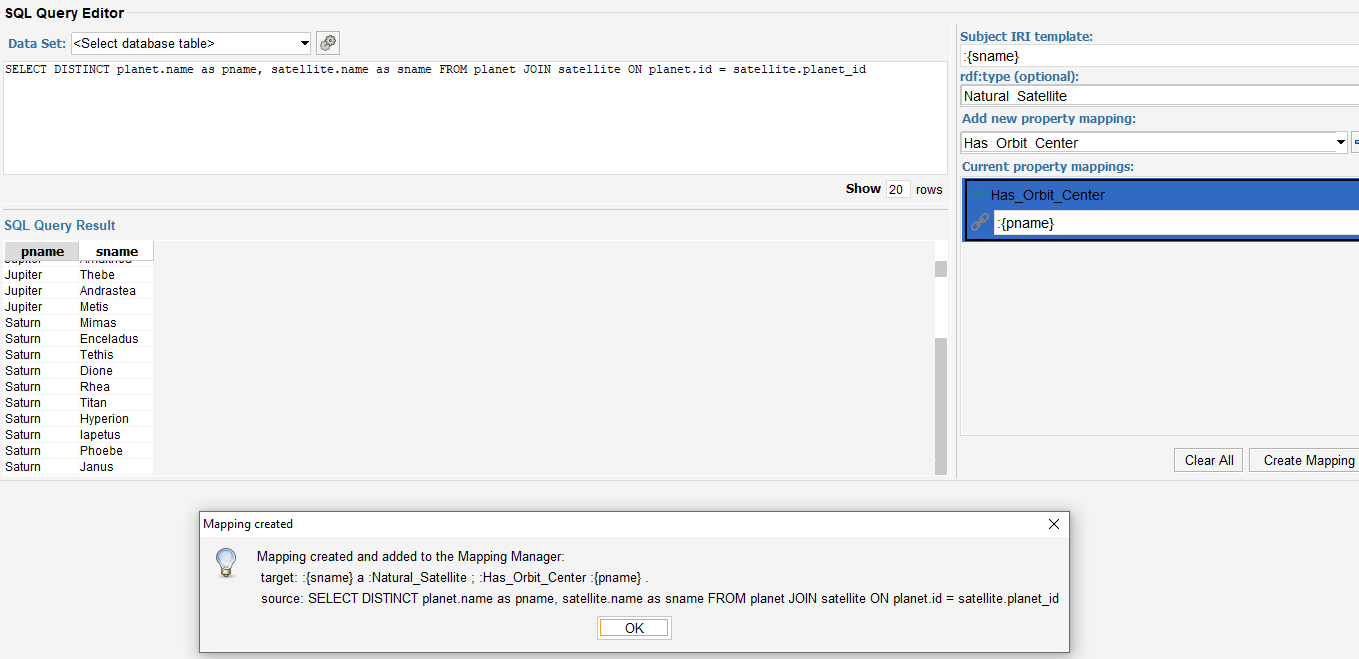 SQL Query Editor
Data Set: <Select database table>
SELECT DISTINCT planet.name as pname, satellite.name as sname FROM planet JOIN satellite ON planet.id = satellite.planet_id
Show 20 rows
SQL Query Result
pname sname
Jupiter Thebe
Jupiter Andrastea
Jupiter Metis
Saturn Mimas
Saturn Enceladus
Saturn Tethis
Saturn Dione
Saturn Rhea
Saturn Titan
Saturn Hyperion
Saturn Iapetus
Saturn Phoebe
Saturn Janus
Subject IRI template:
:{sname}
rdf:type (optional):
Natural_Satellite
Add new property mapping:
Has_Orbit_Center
Current property mappings:
Has_Orbit_Center
:{pname}
Clear All Create Mapping
Mapping created
Mapping created and added to the Mapping Manager:
target: :{sname} a :Natural_Satellite ; :Has_Orbit_Center :{pname} .
source: SELECT DISTINCT planet.name as pname, satellite.name as sname FROM planet JOIN satellite ON planet.id = satellite.planet_id
OK